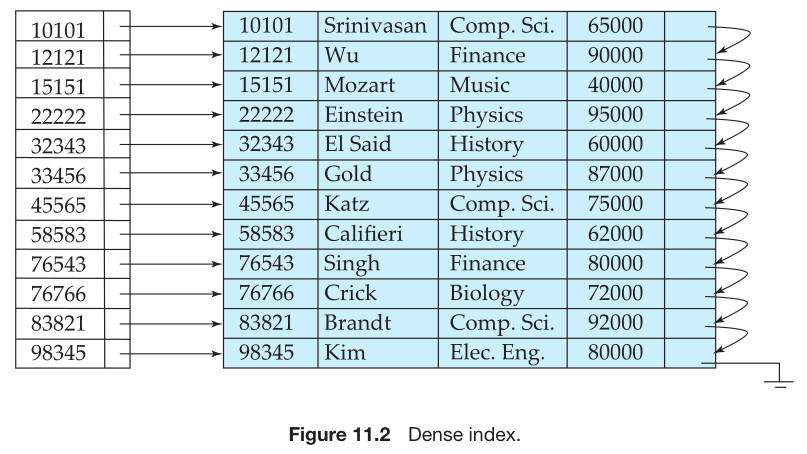 10101 10101 Srinivasan Comp. Sci. 65000
12121 12121 Wu Finance 90000
15151 15151 Mozart Music 40000
22222 22222 Einstein Physics 95000
32343 32343 El Said History 60000
33456 33456 Gold Physics 87000
45565 45565 Katz Comp. Sci. 75000
58583 58583 Califieri History 62000
76543 76543 Singh Finance 80000
76766 76766 Crick Biology 72000
83821 83821 Brandt Comp. Sci. 92000
98345 98345 Kim Elec. Eng. 80000
Figure 11.2 Dense index.